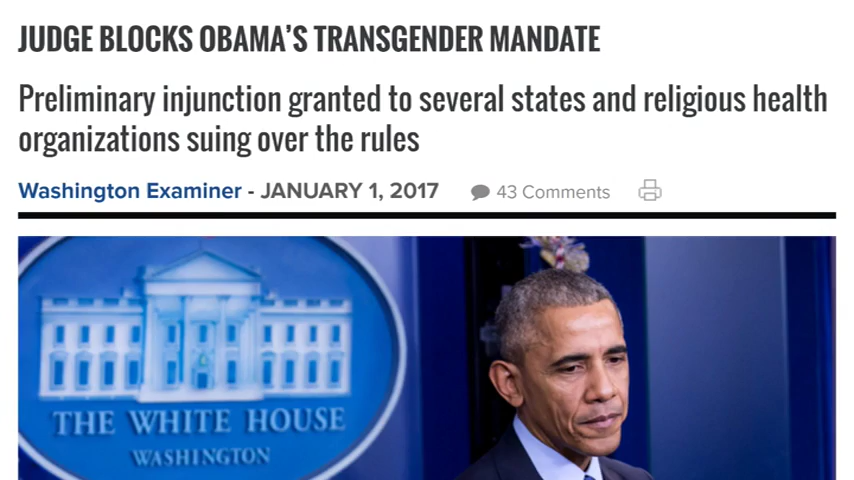 JUDGE BLOCKS OBAMA’S TRANSGENDER MANDATE
Preliminary injunction granted to several states and religious health
organizations suing over the rules
Washington Examiner - JANUARY 1, 2017 43 Comments
THE WHITE HOUSE
WASHINGTON